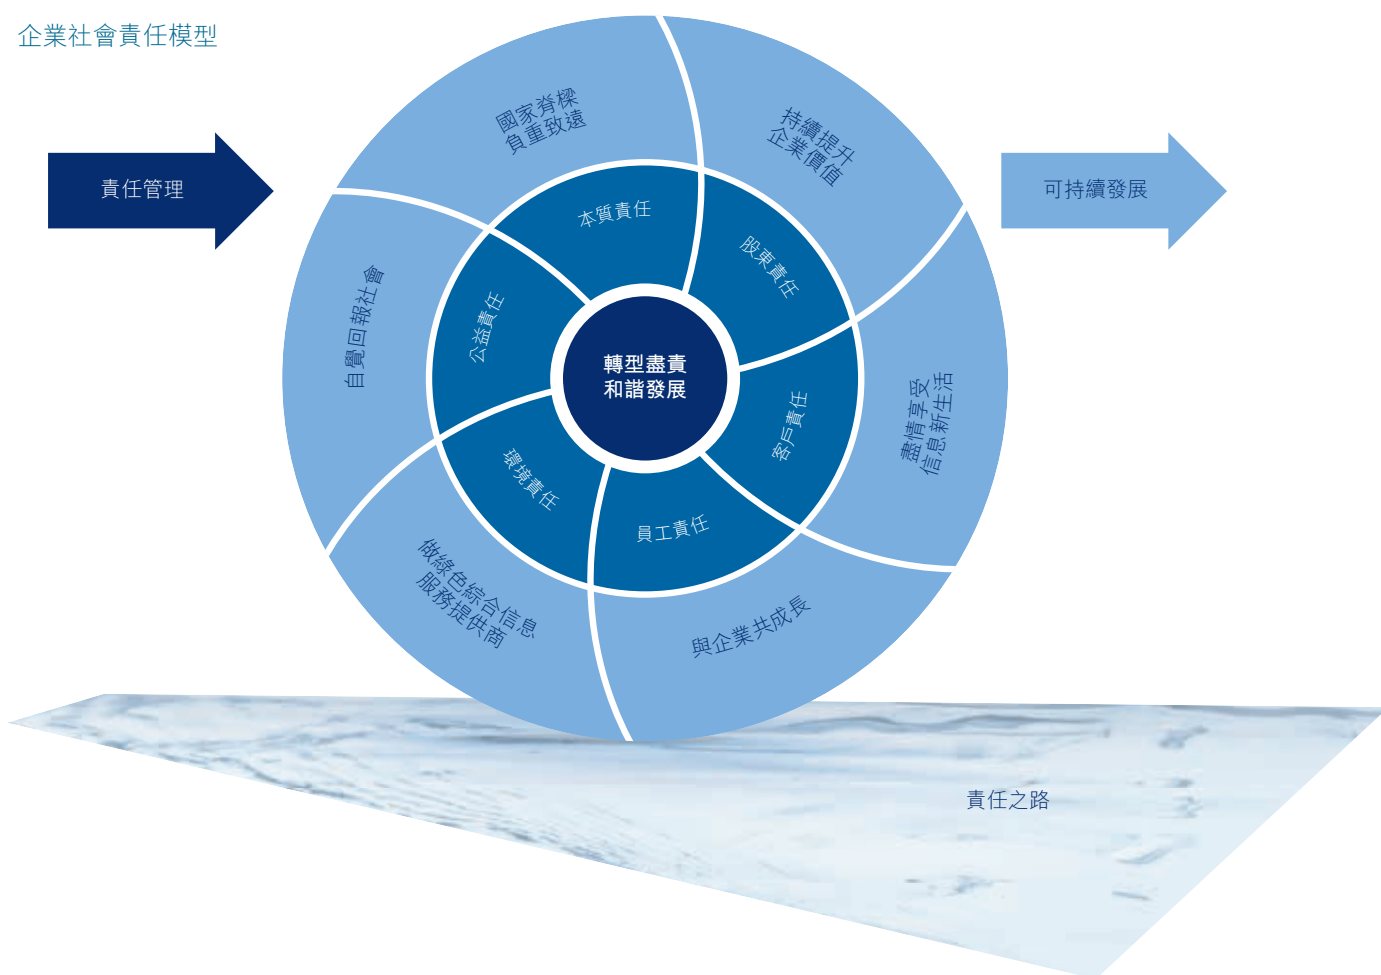 企業社會責任模型
責任管理
可持續發展
國家脊樑
負重致遠
持續提升
企業價值
盡情享受
信息新生活
與企業共成長
做綠色綜合信息
服務提供商
自覺回報社會
本質責任
股東責任
客戶責任
員工責任
環境責任
公益責任
轉型盡責
和諧發展
責任之路